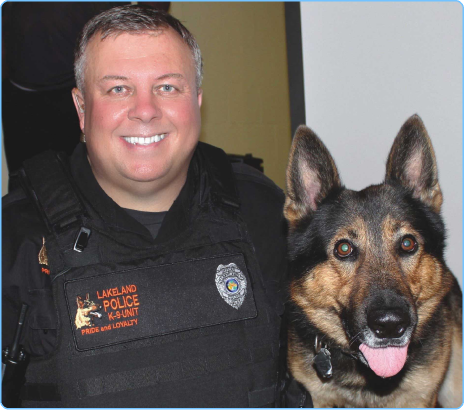 LAKELAND
POLICE
K-9-UNIT
PRIDE and LOYALTY